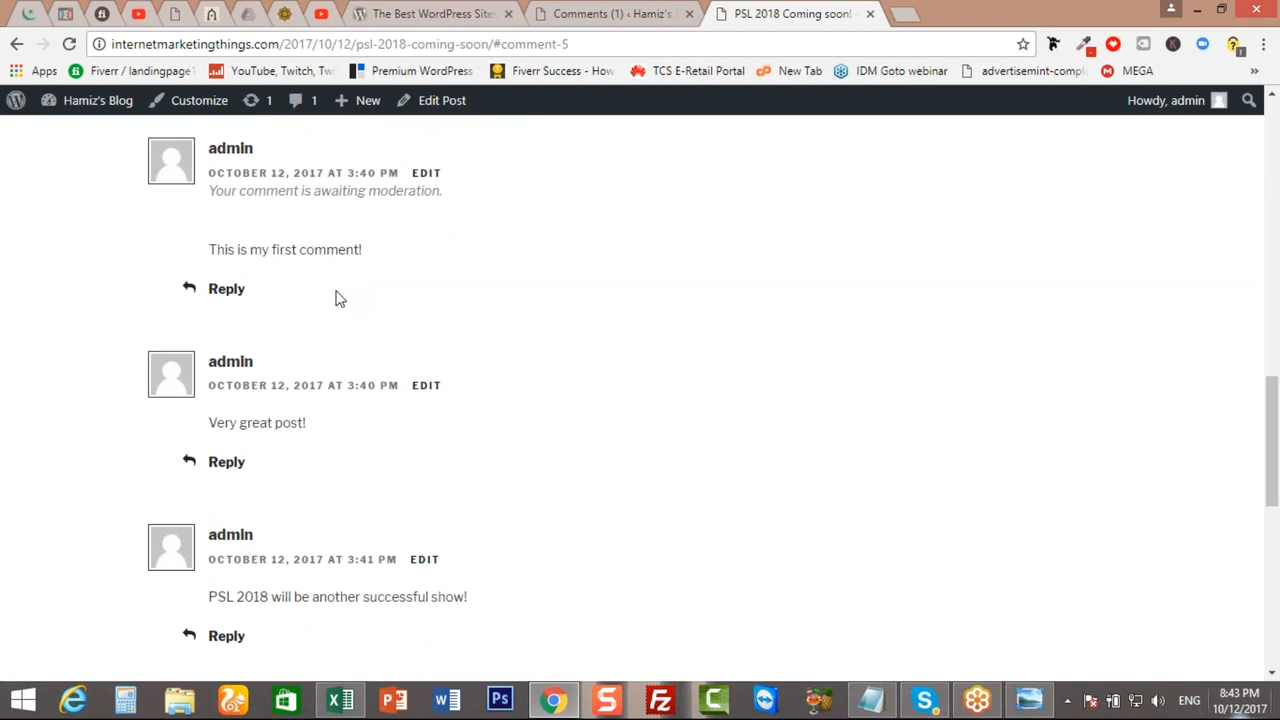 The Best WordPress Sites
Comments (1) ‹ Hamiz's B
PSL 2018 Coming soon! -
internetmarketingthings.com/2017/10/12/psl-2018-coming-soon/#comment-5
Apps
Fiverr / landingpage
YouTube, Twitch, Twi
Premium WordPress
Fiverr Success - How
TCS E-Retail Portal
New Tab
IDM Goto webinar
advertisemint-comple
MEGA
Hamiz's Blog
Customize
1
1
New
Edit Post
Howdy, admin
admin
OCTOBER 12, 2017 AT 3:40 PM EDIT
Your comment is awaiting moderation.
This is my first comment!
Reply
admin
OCTOBER 12, 2017 AT 3:40 PM EDIT
Very great post!
Reply
admin
OCTOBER 12, 2017 AT 3:41 PM EDIT
PSL 2018 will be another successful show!
Reply
ENG
8:43 PM
10/12/2017